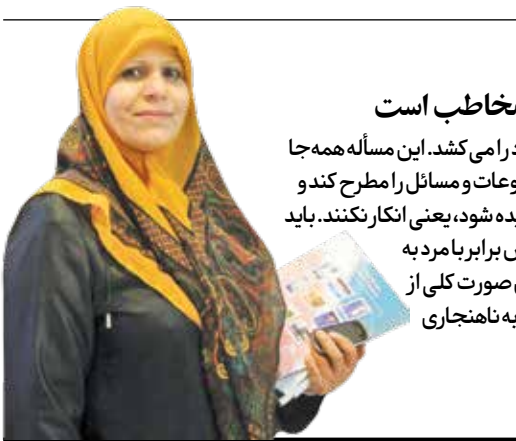 مخاطب است
در را می‌کشد. این مسأله همه‌جا
وعات و مسائل را مطرح کند و
یده شود، یعنی انکار نکنند. باید
برابر با مرد به
صورت کلی از
به ناهنجاری